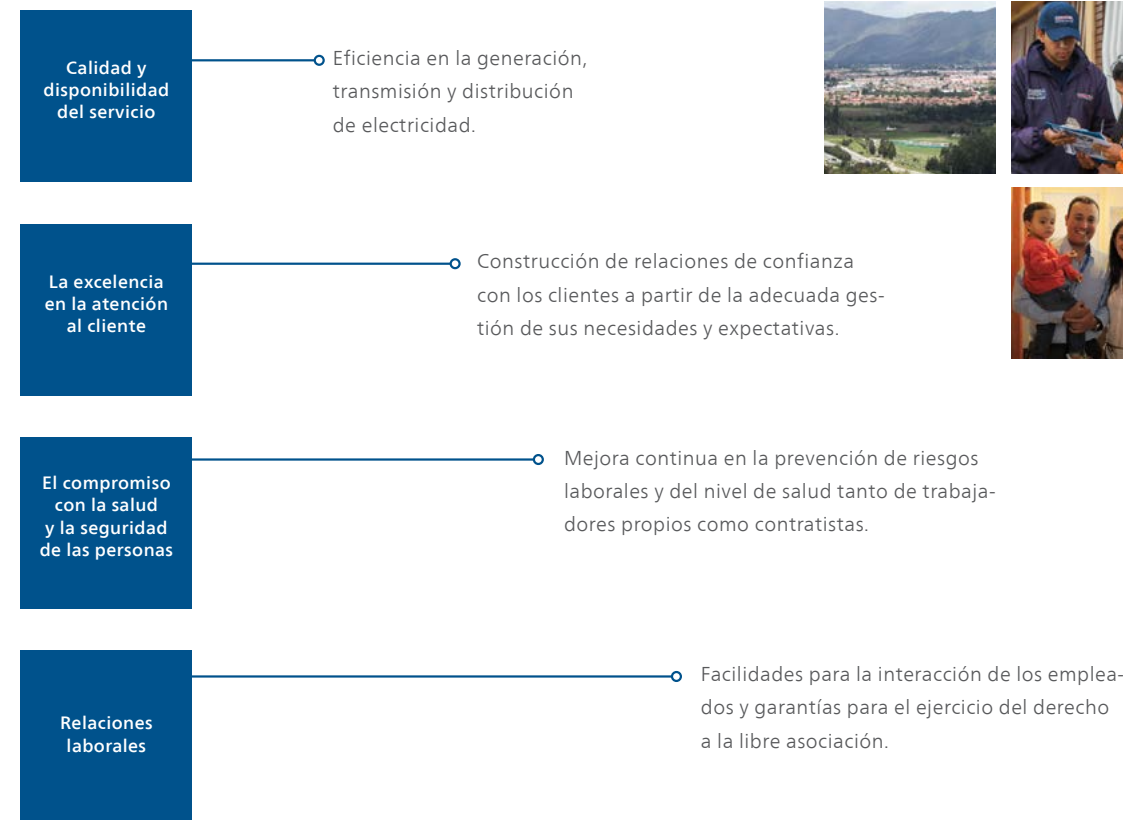 Calidad y
disponibilidad
del servicio
Eficiencia en la generación,
transmisión y distribución
de electricidad.
La excelencia
en la atención
al cliente
Construcción de relaciones de confianza
con los clientes a partir de la adecuada ges-
tión de sus necesidades y expectativas.
El compromiso
con la salud
y la seguridad
de las personas
Mejora continua en la prevención de riesgos
laborales y del nivel de salud tanto de trabaja-
dores propios como contratistas.
Relaciones
laborales
Facilidades para la interacción de los emplea-
dos y garantías para el ejercicio del derecho
a la libre asociación.